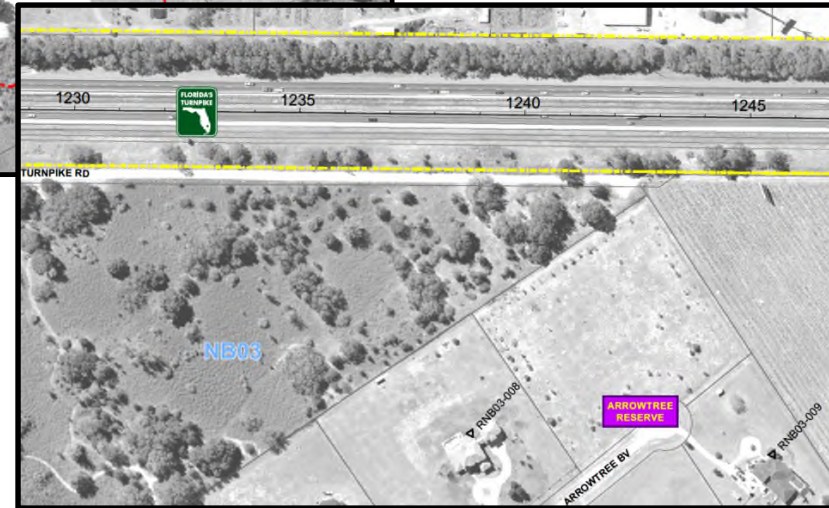 1230
FLORIDA'S
TURNPIKE
1235
1240
1245
TURNPIKE RD
NB03
RNB03-008
ARROWTREE
RESERVE
RNB03-009
ARROWTREE BV